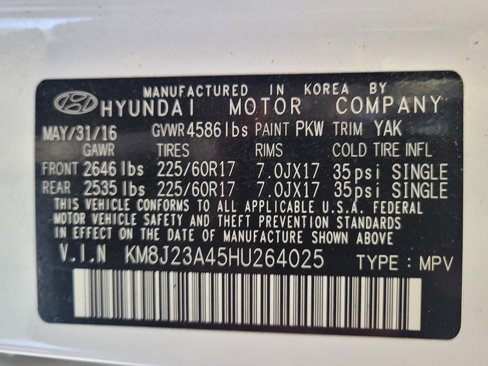 MANUFACTURED IN KOREA BY
HYUNDAI MOTOR COMPANY
MAY/31/16 GVWR4586lbs PAINT PKW TRIM YAK
GAWR TIRES RIMS COLD TIRE INFL
FRONT 2646 lbs 225/60R17 7.0JX17 35psi SINGLE
REAR 2535 lbs 225/60R17 7.0JX17 35psi SINGLE
THIS VEHICLE CONFORMS TO ALL APPLICABLE U.S.A. FEDERAL
MOTOR VEHICLE SAFETY AND THEFT PREVENTION STANDARDS
IN EFFECT ON THE DATE OF MANUFACTURE SHOWN ABOVE.
V.I.N KM8J23A45HU264025 TYPE : MPV